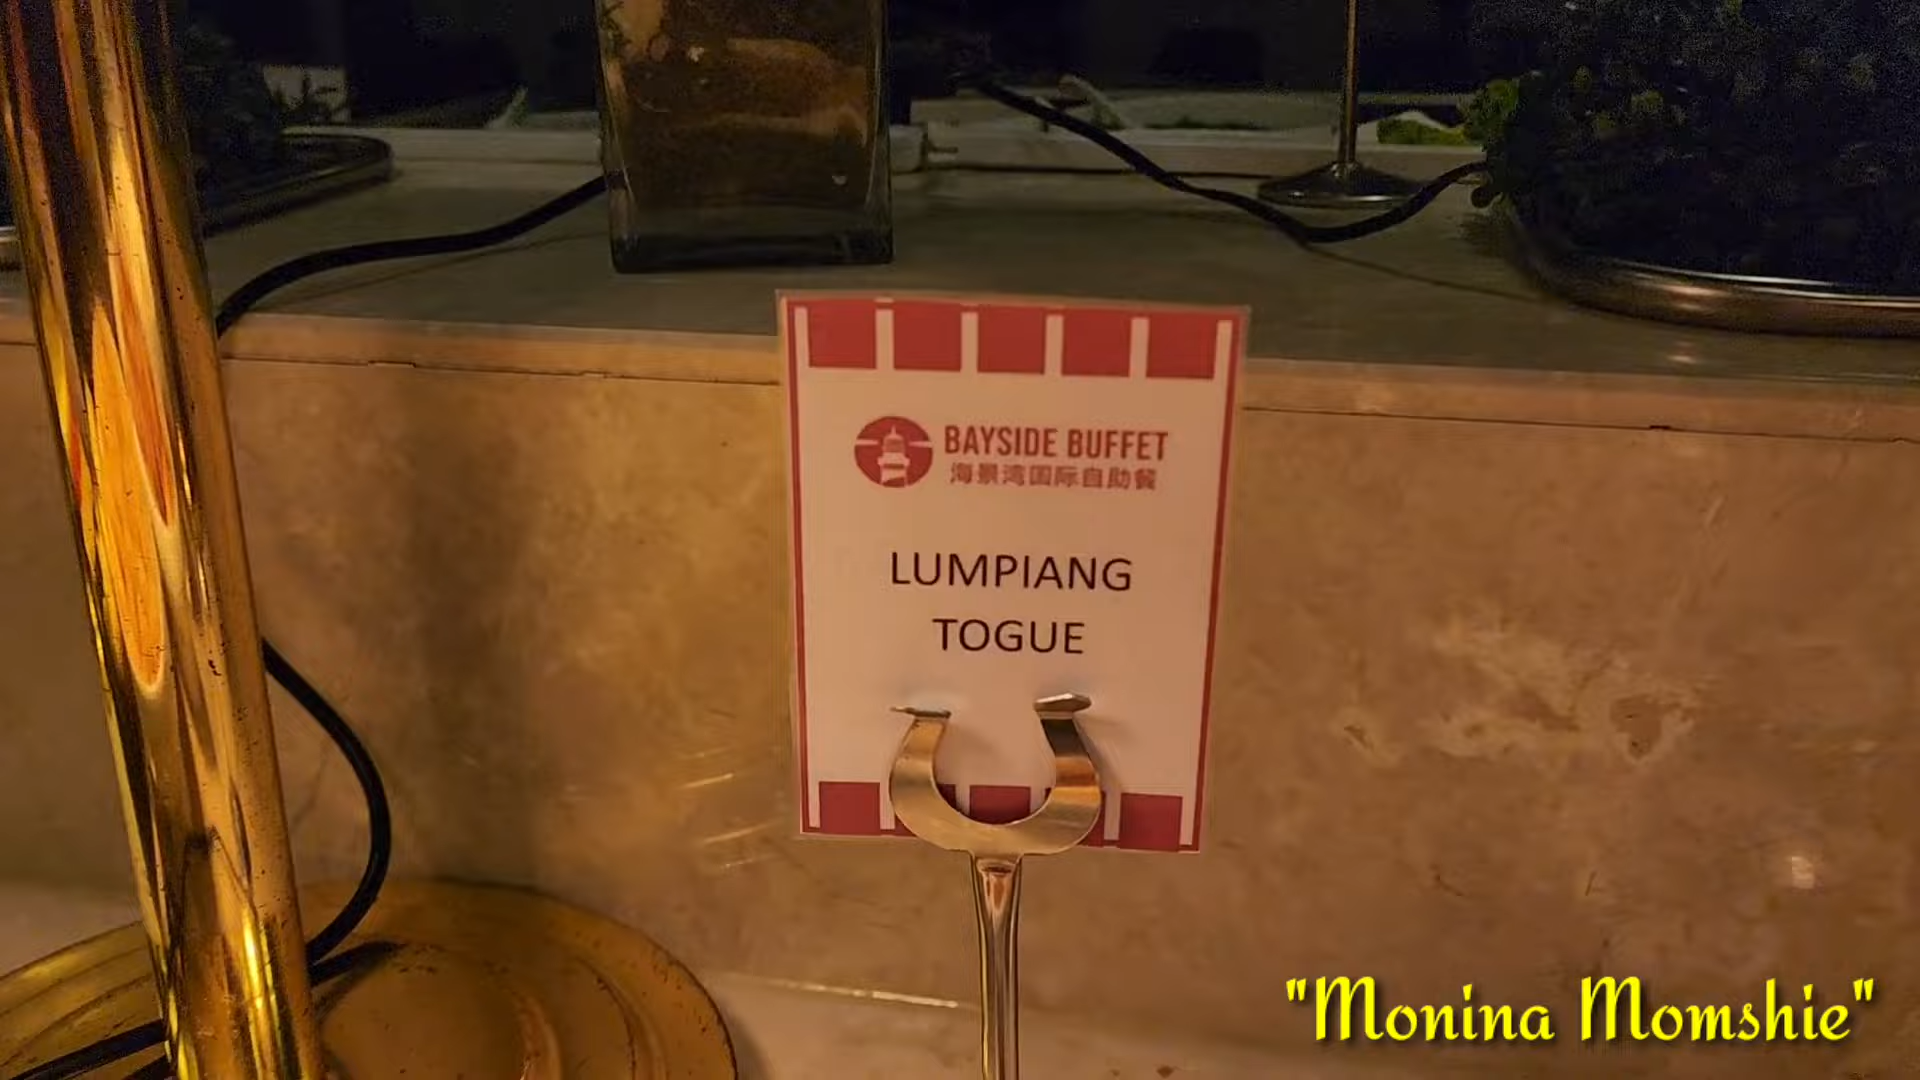 BAYSIDE BUFFET
海景湾国际自助餐
LUMPIANG
TOGUE
"Monina Momshie"